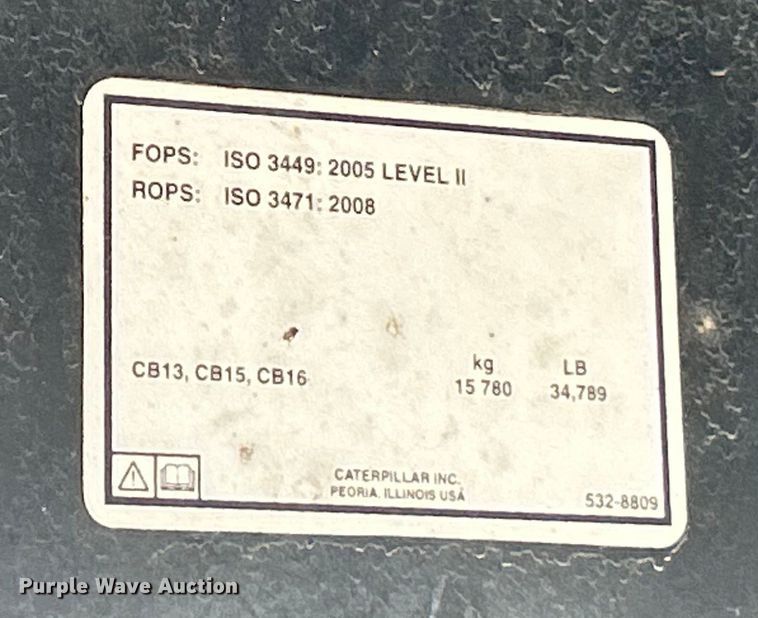 FOPS: ISO 3449: 2005 LEVEL II
ROPS: ISO 3471: 2008
kg LB
CB13, CB15, CB16 15 780 34,789
CATERPILLAR INC.
PEORIA, ILLINOIS USA
532-8809
Purple Wave Auction